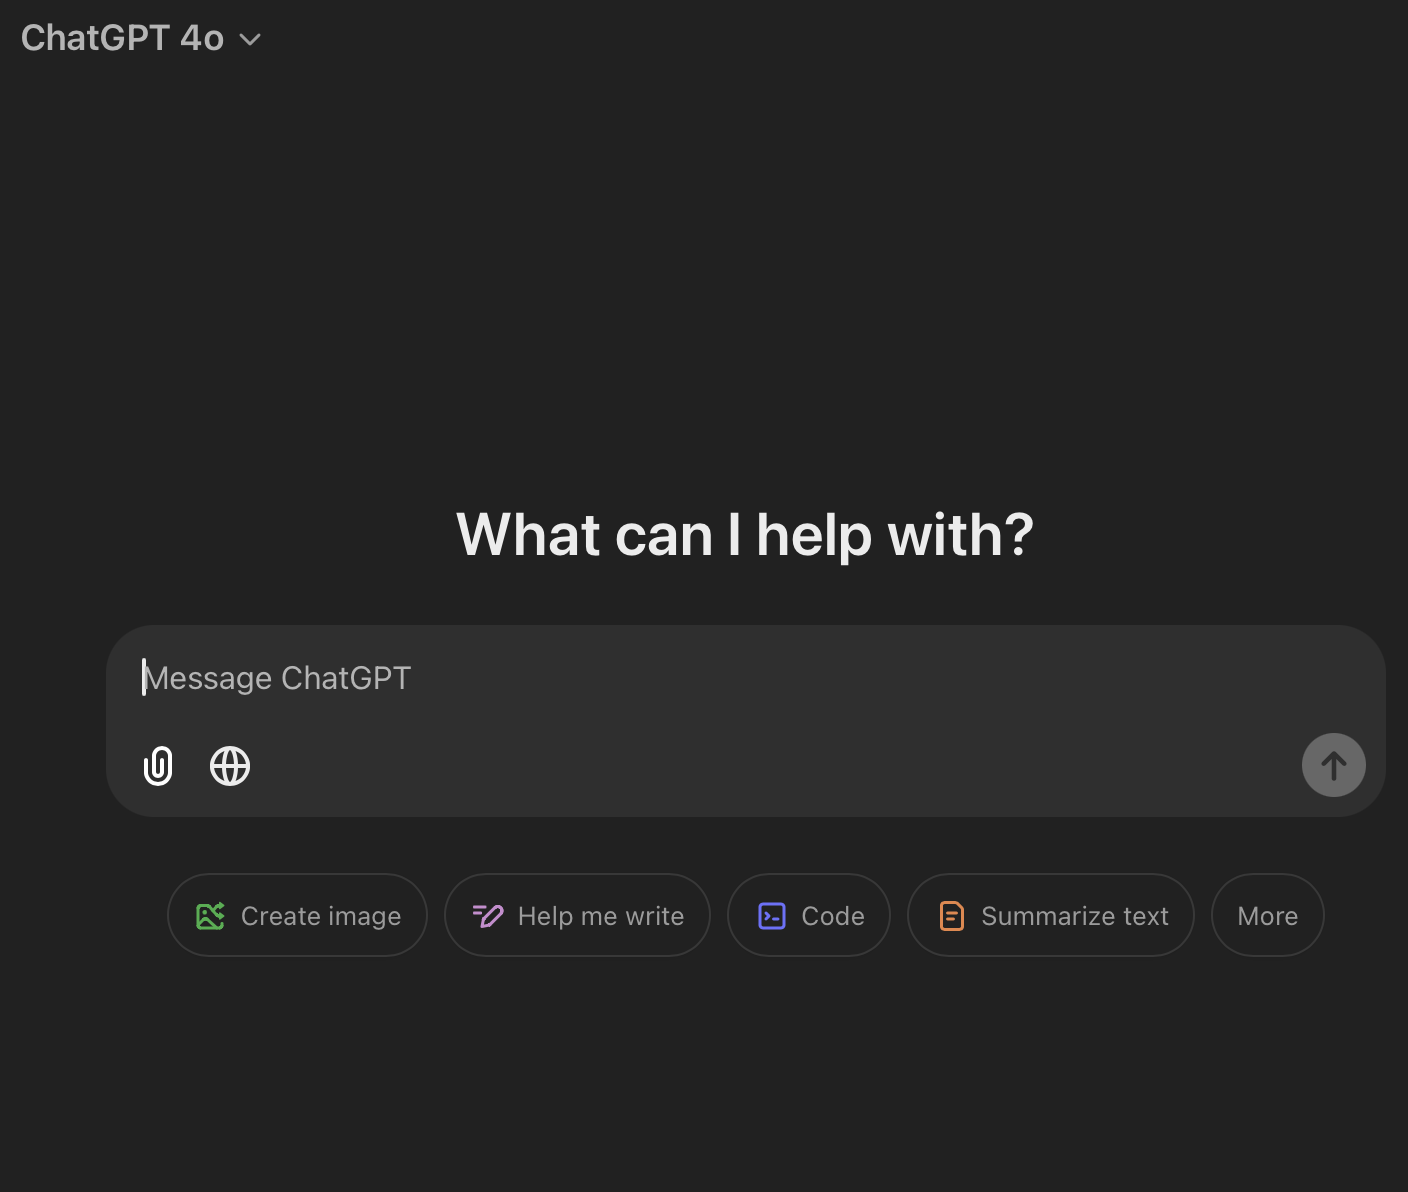 ChatGPT 4o
What can I help with?
Message ChatGPT
Create image
Help me write
Code
Summarize text
More